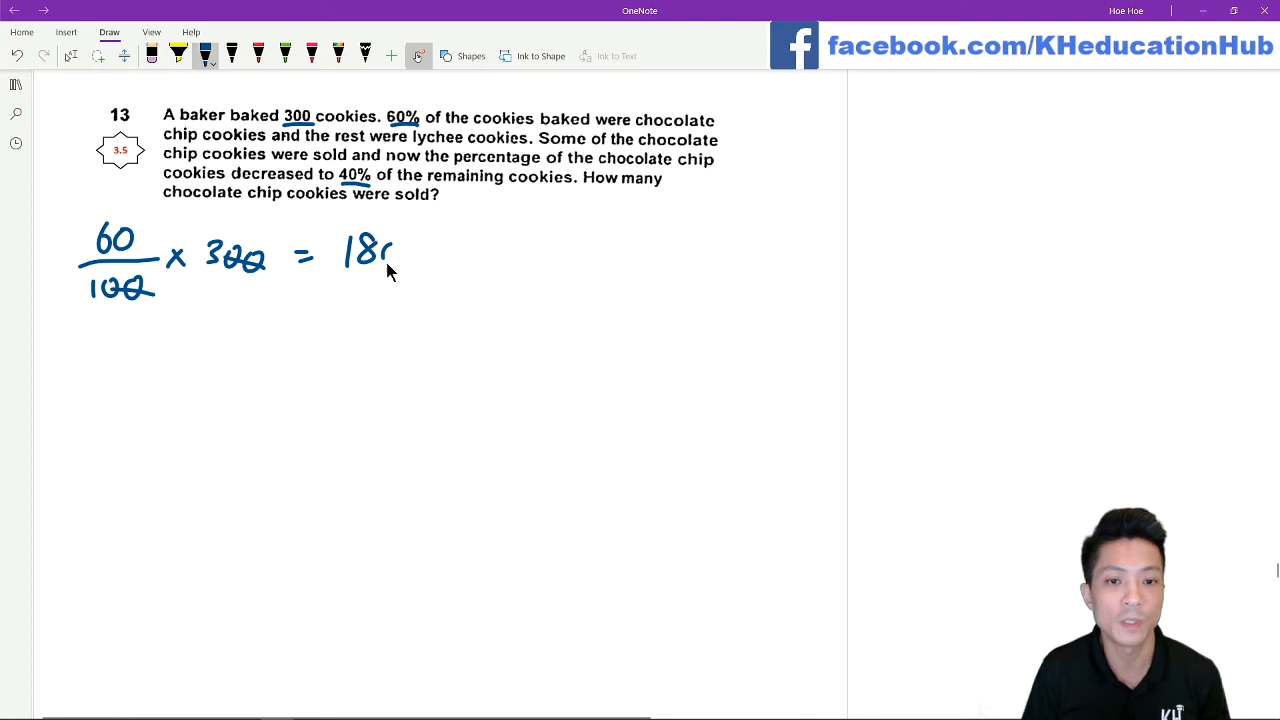 OneNote
Hoe Hoe
Home
Insert
Draw
View
Help
Shapes
Ink to Shape
Ink to Text
facebook.com/KHeducationHub
13
3.5
A baker baked 300 cookies. 60% of the cookies baked were chocolate
chip cookies and the rest were lychee cookies. Some of the chocolate
chip cookies were sold and now the percentage of the chocolate chip
cookies decreased to 40% of the remaining cookies. How many
chocolate chip cookies were sold?
60
100
× 300 = 180
KH